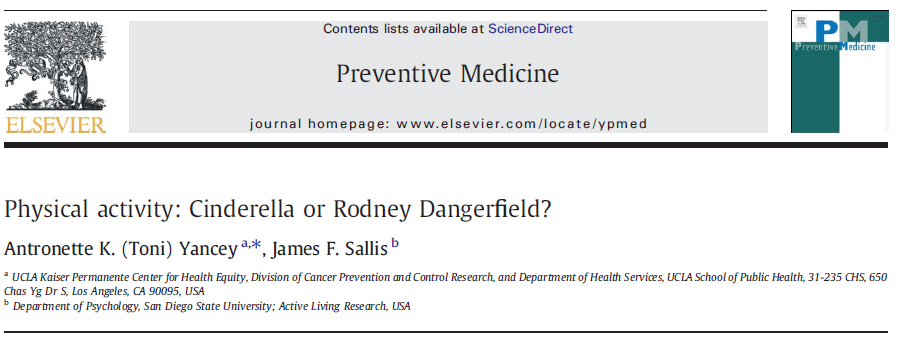 Contents lists available at ScienceDirect
Preventive Medicine
journal homepage: www.elsevier.com/locate/ypmed
ELSEVIER
PM
Preventive Medicine
Physical activity: Cinderella or Rodney Dangerfield?
Antronette K. (Toni) Yancey a,*, James F. Sallis b
a UCLA Kaiser Permanente Center for Health Equity, Division of Cancer Prevention and Control Research, and Department of Health Services, UCLA School of Public Health, 31-235 CHS, 650
Chas Yg Dr S, Los Angeles, CA 90095, USA
b Department of Psychology, San Diego State University; Active Living Research, USA